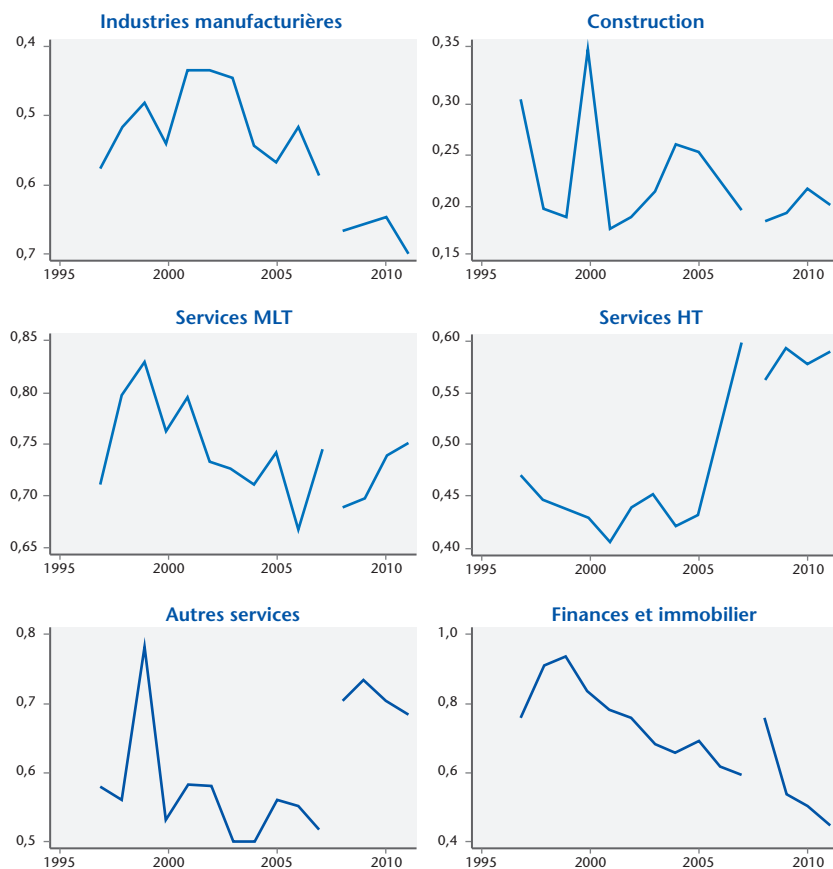 Industries manufacturières
0,4
0,5
0,6
0,7
1995 2000 2005 2010
Construction
0,35
0,30
0,25
0,20
0,15
1995 2000 2005 2010
Services MLT
0,85
0,80
0,75
0,70
0,65
1995 2000 2005 2010
Services HT
0,60
0,55
0,50
0,45
0,40
1995 2000 2005 2010
Autres services
0,8
0,7
0,6
0,5
1995 2000 2005 2010
Finances et immobilier
1,0
0,8
0,6
0,4
1995 2000 2005 2010